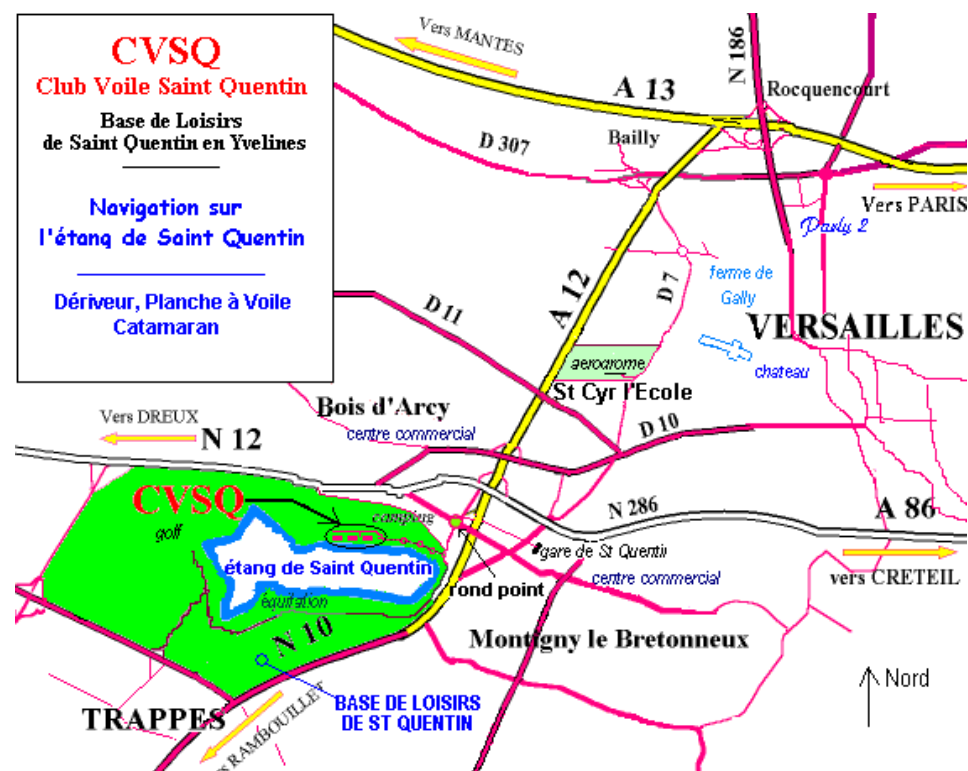 CVSQ
Club Voile Saint Quentin
Base de Loisirs
de Saint Quentin en Yvelines
Navigation sur
l'étang de Saint Quentin
Dériveur, Planche à Voile
Catamaran
Vers MANTES
A 13
N 186
Rocquencourt
Bailly
D 307
Vers PARIS
Parly 2
A 12
D 7
ferme de
Gally
D 11
VERSAILLES
chateau
aerodrome
St Cyr l'Ecole
Bois d'Arcy
centre commercial
D 10
Vers DREUX
N 12
CVSQ
camping
golf
N 286
A 86
gare de St Quentin
étang de Saint Quentin
centre commercial
vers CRETEIL
rond point
équitation
N 10
Montigny le Bretonneux
Nord
BASE DE LOISIRS
DE ST QUENTIN
TRAPPES
RAMBOUILLET